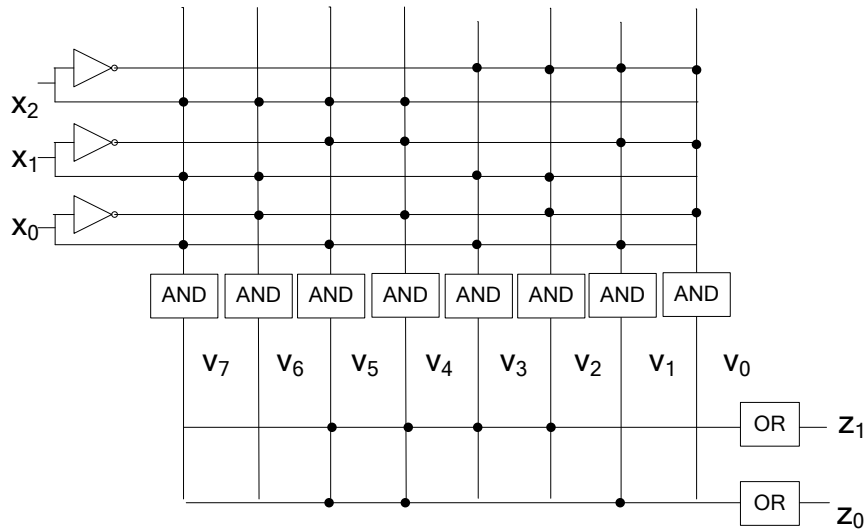 x₂
x₁
x₀
AND AND AND AND AND AND AND AND
v₇ v₆ v₅ v₄ v₃ v₂ v₁ v₀
OR z₁
OR z₀